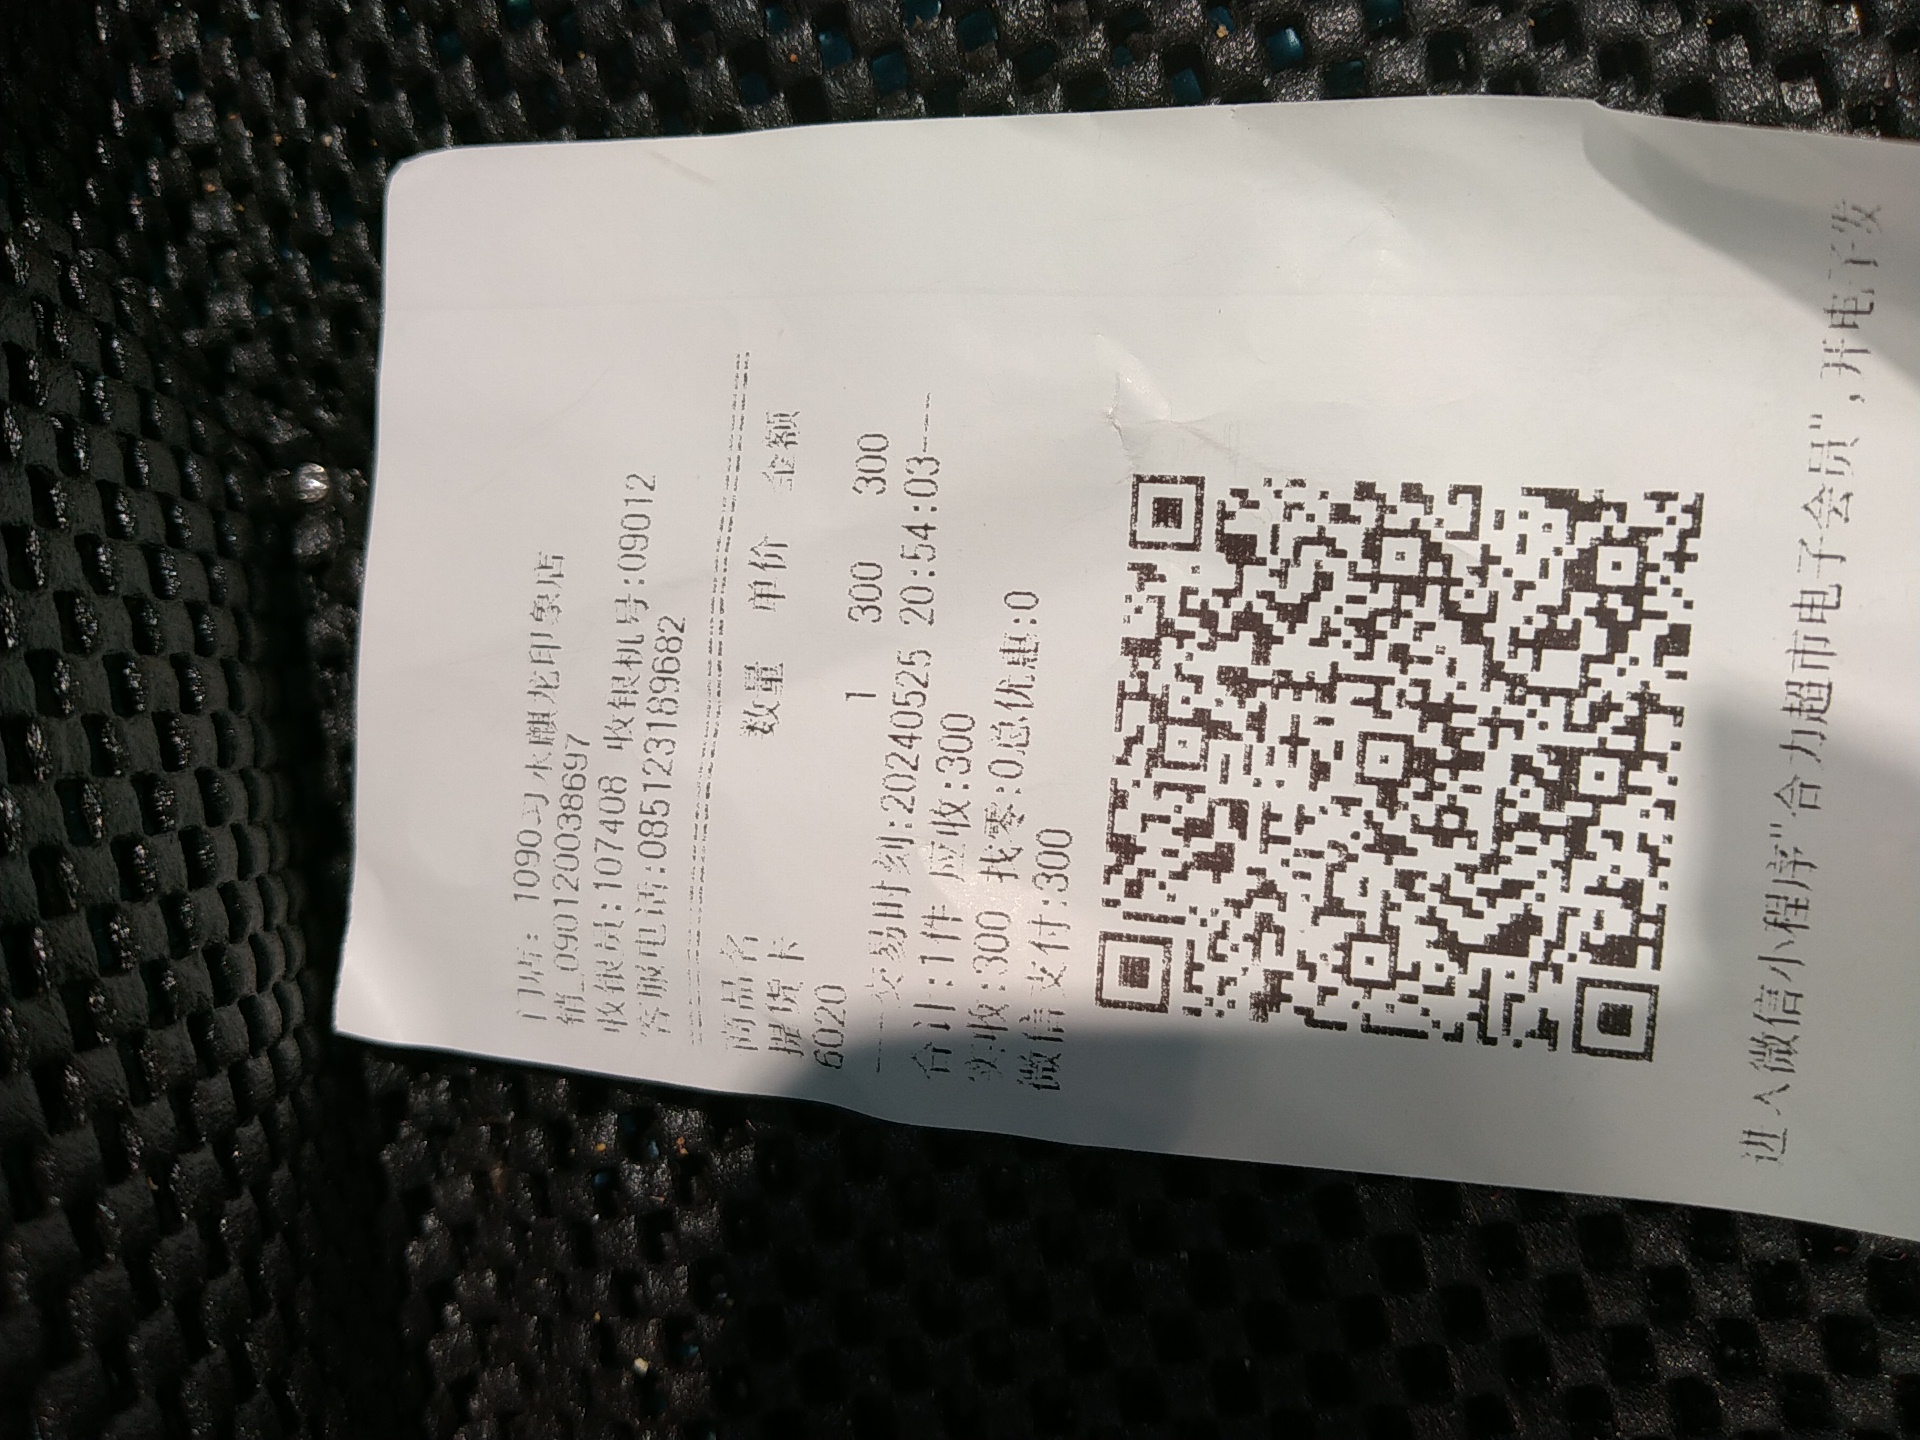 门店: 1090习水麒龙印象店
销_090120038697
收银员:107408 收银机号:09012
客服电话:085123189682
商品名 数量 单价 金额
提货卡
6020 1 300 300
----交易时刻:20240525 20:54:03----
合计:1件 应收:300
实收:300 找零:0总优惠:0
微信支付:300
进入微信小程序"合力超市电子会员",开电子发